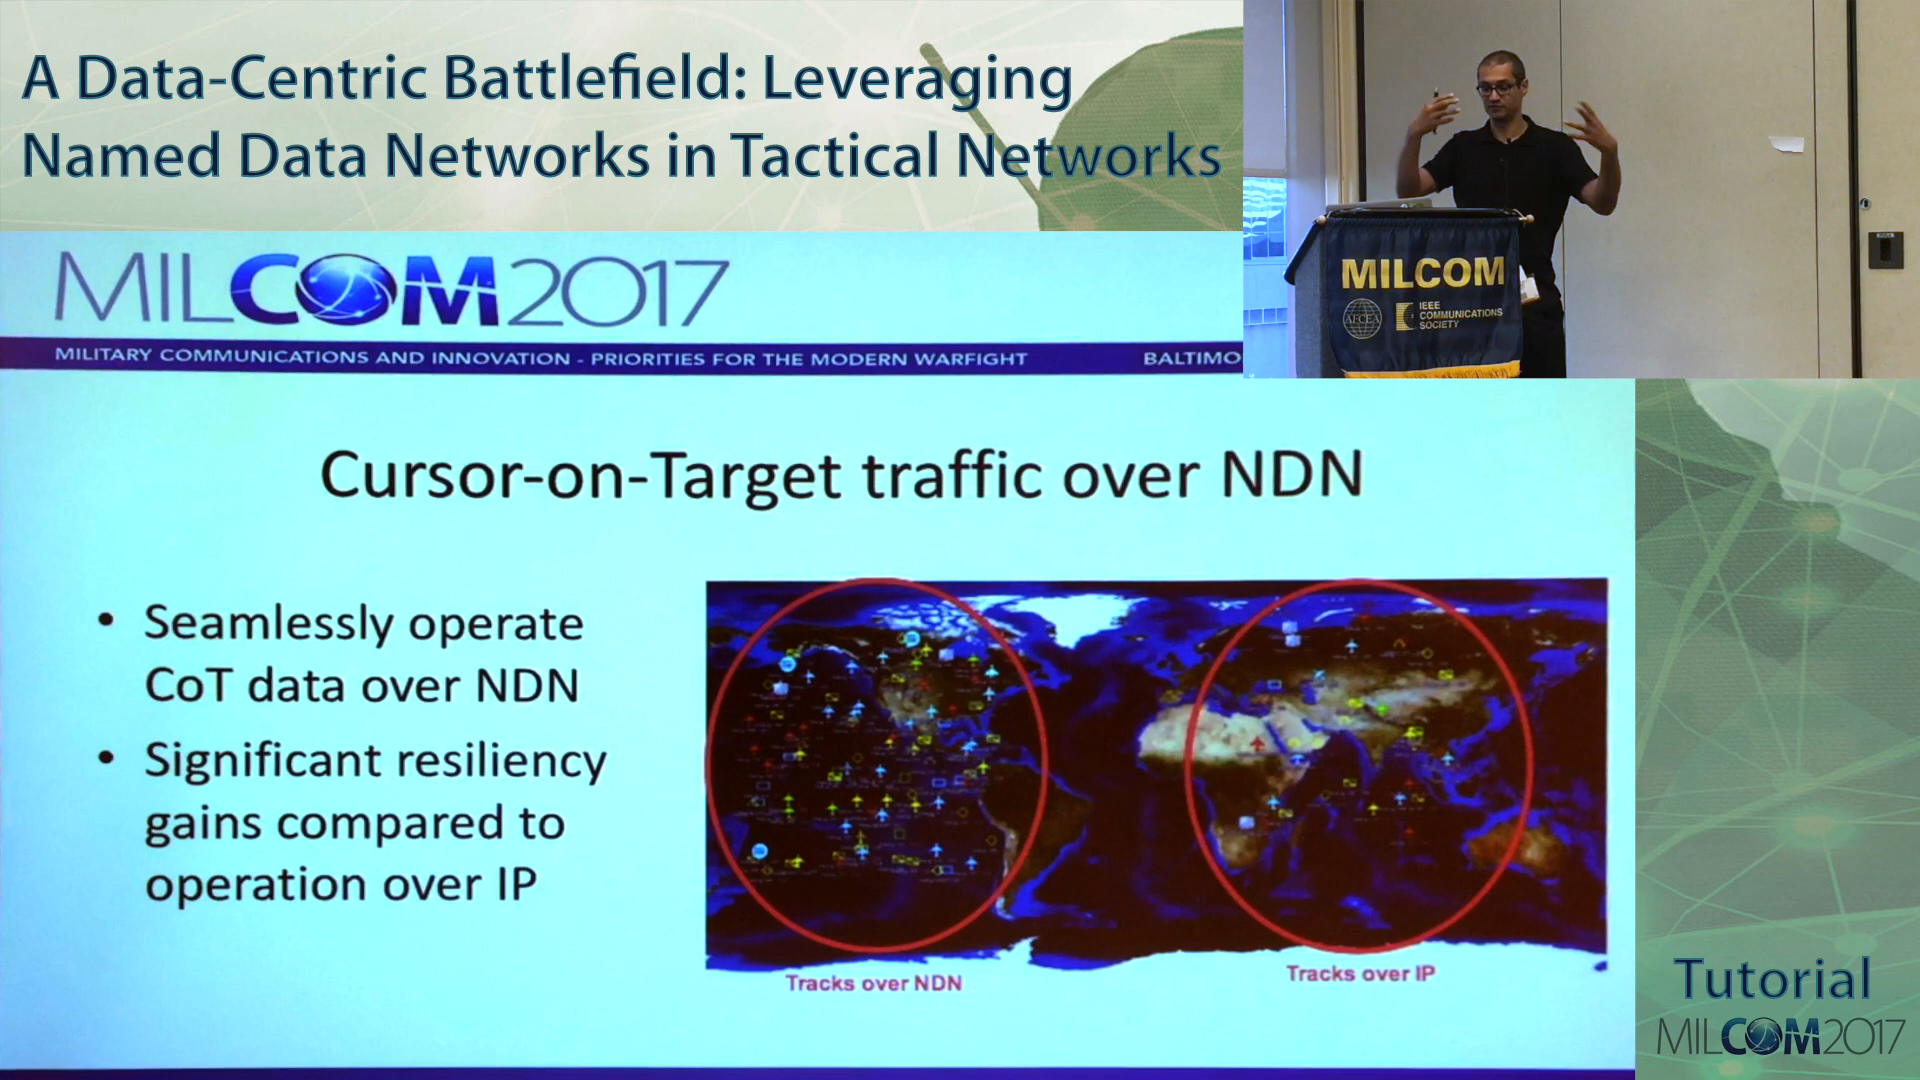 A Data-Centric Battlefield: Leveraging
Named Data Networks in Tactical Networks
MILCOM2017
MILITARY COMMUNICATIONS AND INNOVATION - PRIORITIES FOR THE MODERN WARFIGHT
BALTIMO
MILCOM
AFCEA
IEEE
COMMUNICATIONS
SOCIETY
Cursor-on-Target traffic over NDN
• Seamlessly operate
CoT data over NDN
• Significant resiliency
gains compared to
operation over IP
Tracks over NDN
Tracks over IP
Tutorial
MILCOM2017